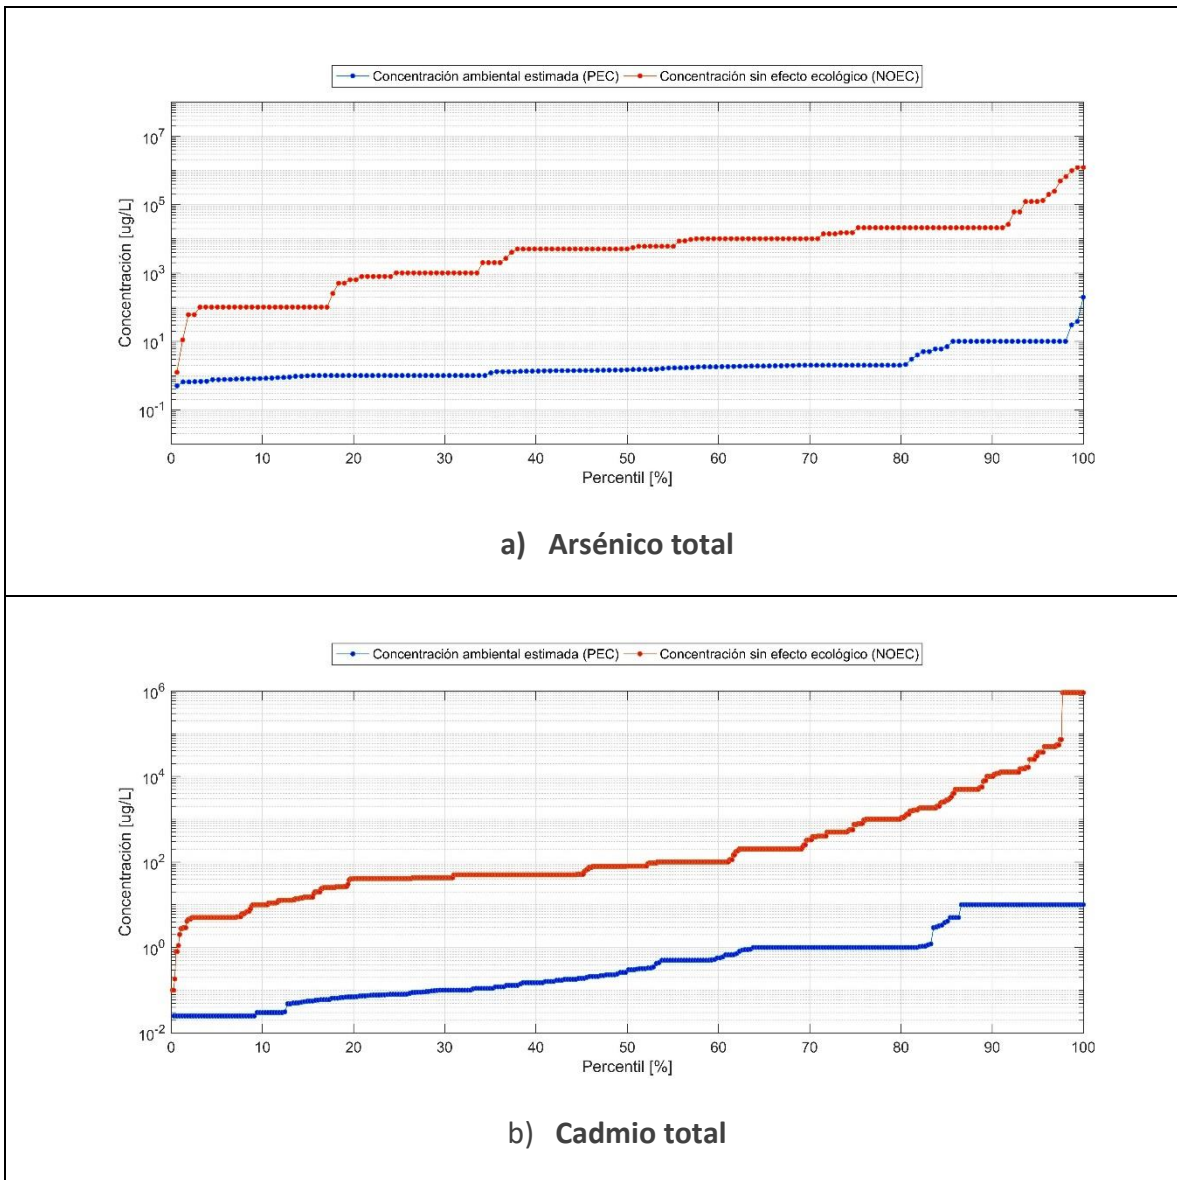 Concentración ambiental estimada (PEC) Concentración sin efecto ecológico (NOEC)
Concentración [ug/L]
10^7
10^5
10^3
10^1
10^-1
0 10 20 30 40 50 60 70 80 90 100
Percentil [%]
a) Arsénico total
Concentración ambiental estimada (PEC) Concentración sin efecto ecológico (NOEC)
Concentración [ug/L]
10^6
10^4
10^2
10^0
10^-2
0 10 20 30 40 50 60 70 80 90 100
Percentil [%]
b) Cadmio total